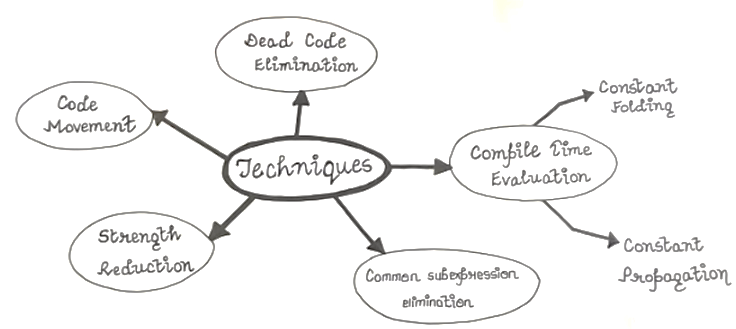 Dead Code
Elimination
Code
Movement
Techniques
Compile Time
Evaluation
Constant
Folding
Constant
Propagation
Strength
Reduction
Common subexpression
elimination